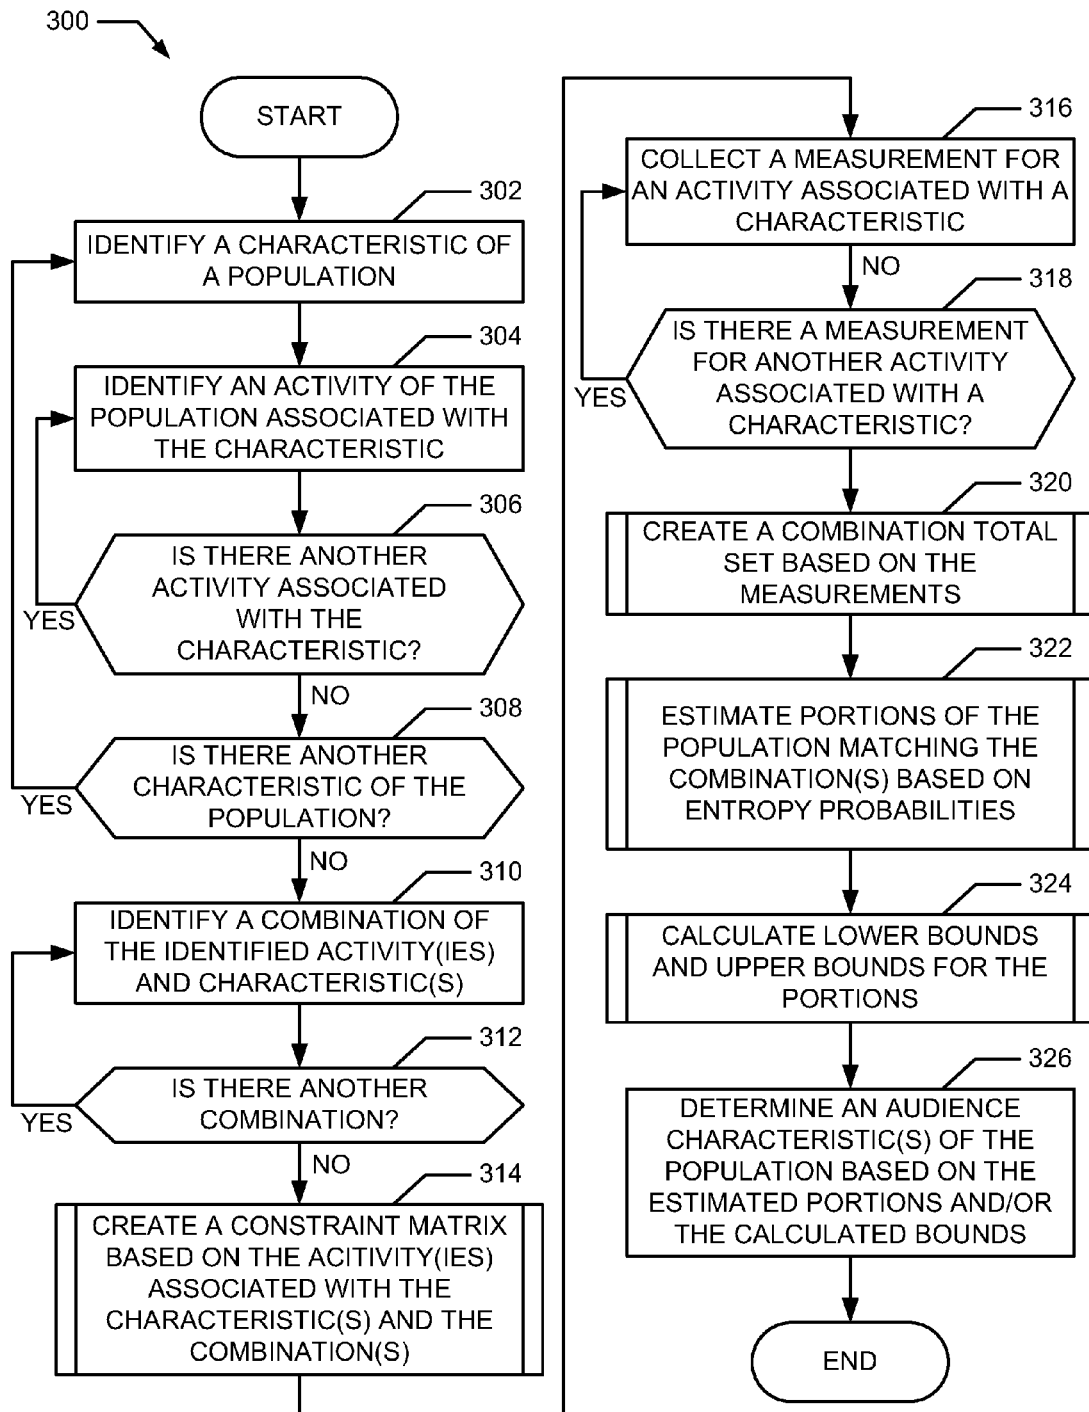 300
START
302
IDENTIFY A CHARACTERISTIC OF
A POPULATION
304
IDENTIFY AN ACTIVITY OF THE
POPULATION ASSOCIATED WITH
THE CHARACTERISTIC
306
IS THERE ANOTHER
ACTIVITY ASSOCIATED
WITH THE
CHARACTERISTIC?
YES
NO
308
IS THERE ANOTHER
CHARACTERISTIC OF THE
POPULATION?
YES
NO
310
IDENTIFY A COMBINATION OF
THE IDENTIFIED ACTIVITY(IES)
AND CHARACTERISTIC(S)
312
IS THERE ANOTHER
COMBINATION?
YES
NO
314
CREATE A CONSTRAINT MATRIX
BASED ON THE ACITIVITY(IES)
ASSOCIATED WITH THE
CHARACTERISTIC(S) AND THE
COMBINATION(S)
316
COLLECT A MEASUREMENT FOR
AN ACTIVITY ASSOCIATED WITH A
CHARACTERISTIC
NO
318
IS THERE A MEASUREMENT
FOR ANOTHER ACTIVITY
ASSOCIATED WITH A
CHARACTERISTIC?
YES
320
CREATE A COMBINATION TOTAL
SET BASED ON THE
MEASUREMENTS
322
ESTIMATE PORTIONS OF THE
POPULATION MATCHING THE
COMBINATION(S) BASED ON
ENTROPY PROBABILITIES
324
CALCULATE LOWER BOUNDS
AND UPPER BOUNDS FOR THE
PORTIONS
326
DETERMINE AN AUDIENCE
CHARACTERISTIC(S) OF THE
POPULATION BASED ON THE
ESTIMATED PORTIONS AND/OR
THE CALCULATED BOUNDS
END